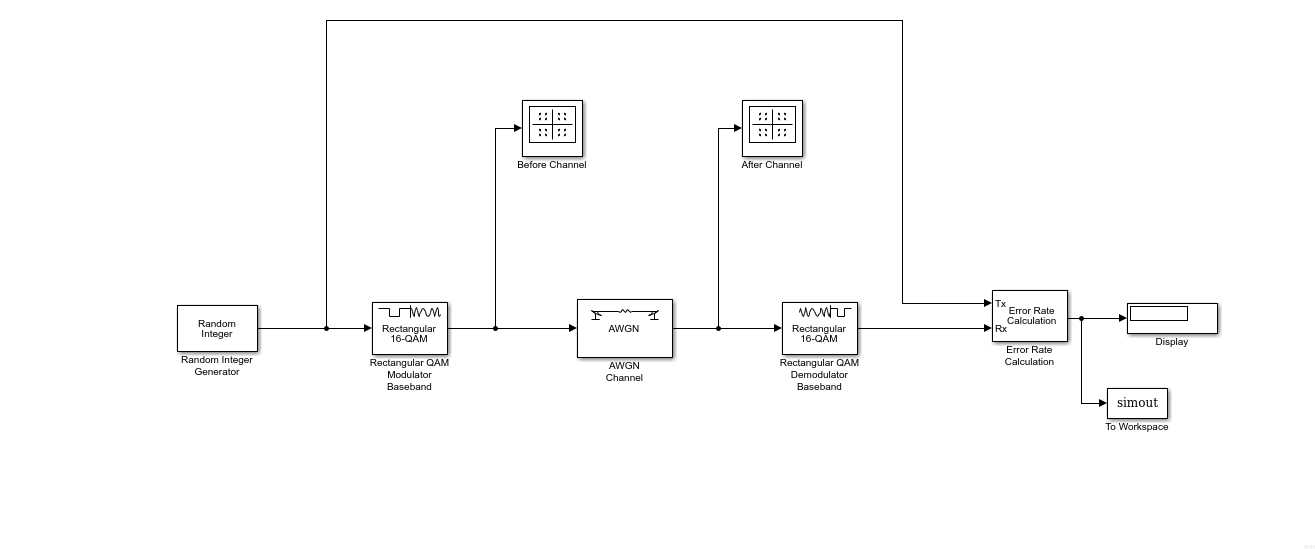 Before Channel
After Channel
Random
Integer
Random Integer
Generator
Rectangular
16-QAM
Rectangular QAM
Modulator
Baseband
AWGN
AWGN
Channel
Rectangular
16-QAM
Rectangular QAM
Demodulator
Baseband
Tx
Error Rate
Calculation
Rx
Error Rate
Calculation
Display
simout
To Workspace